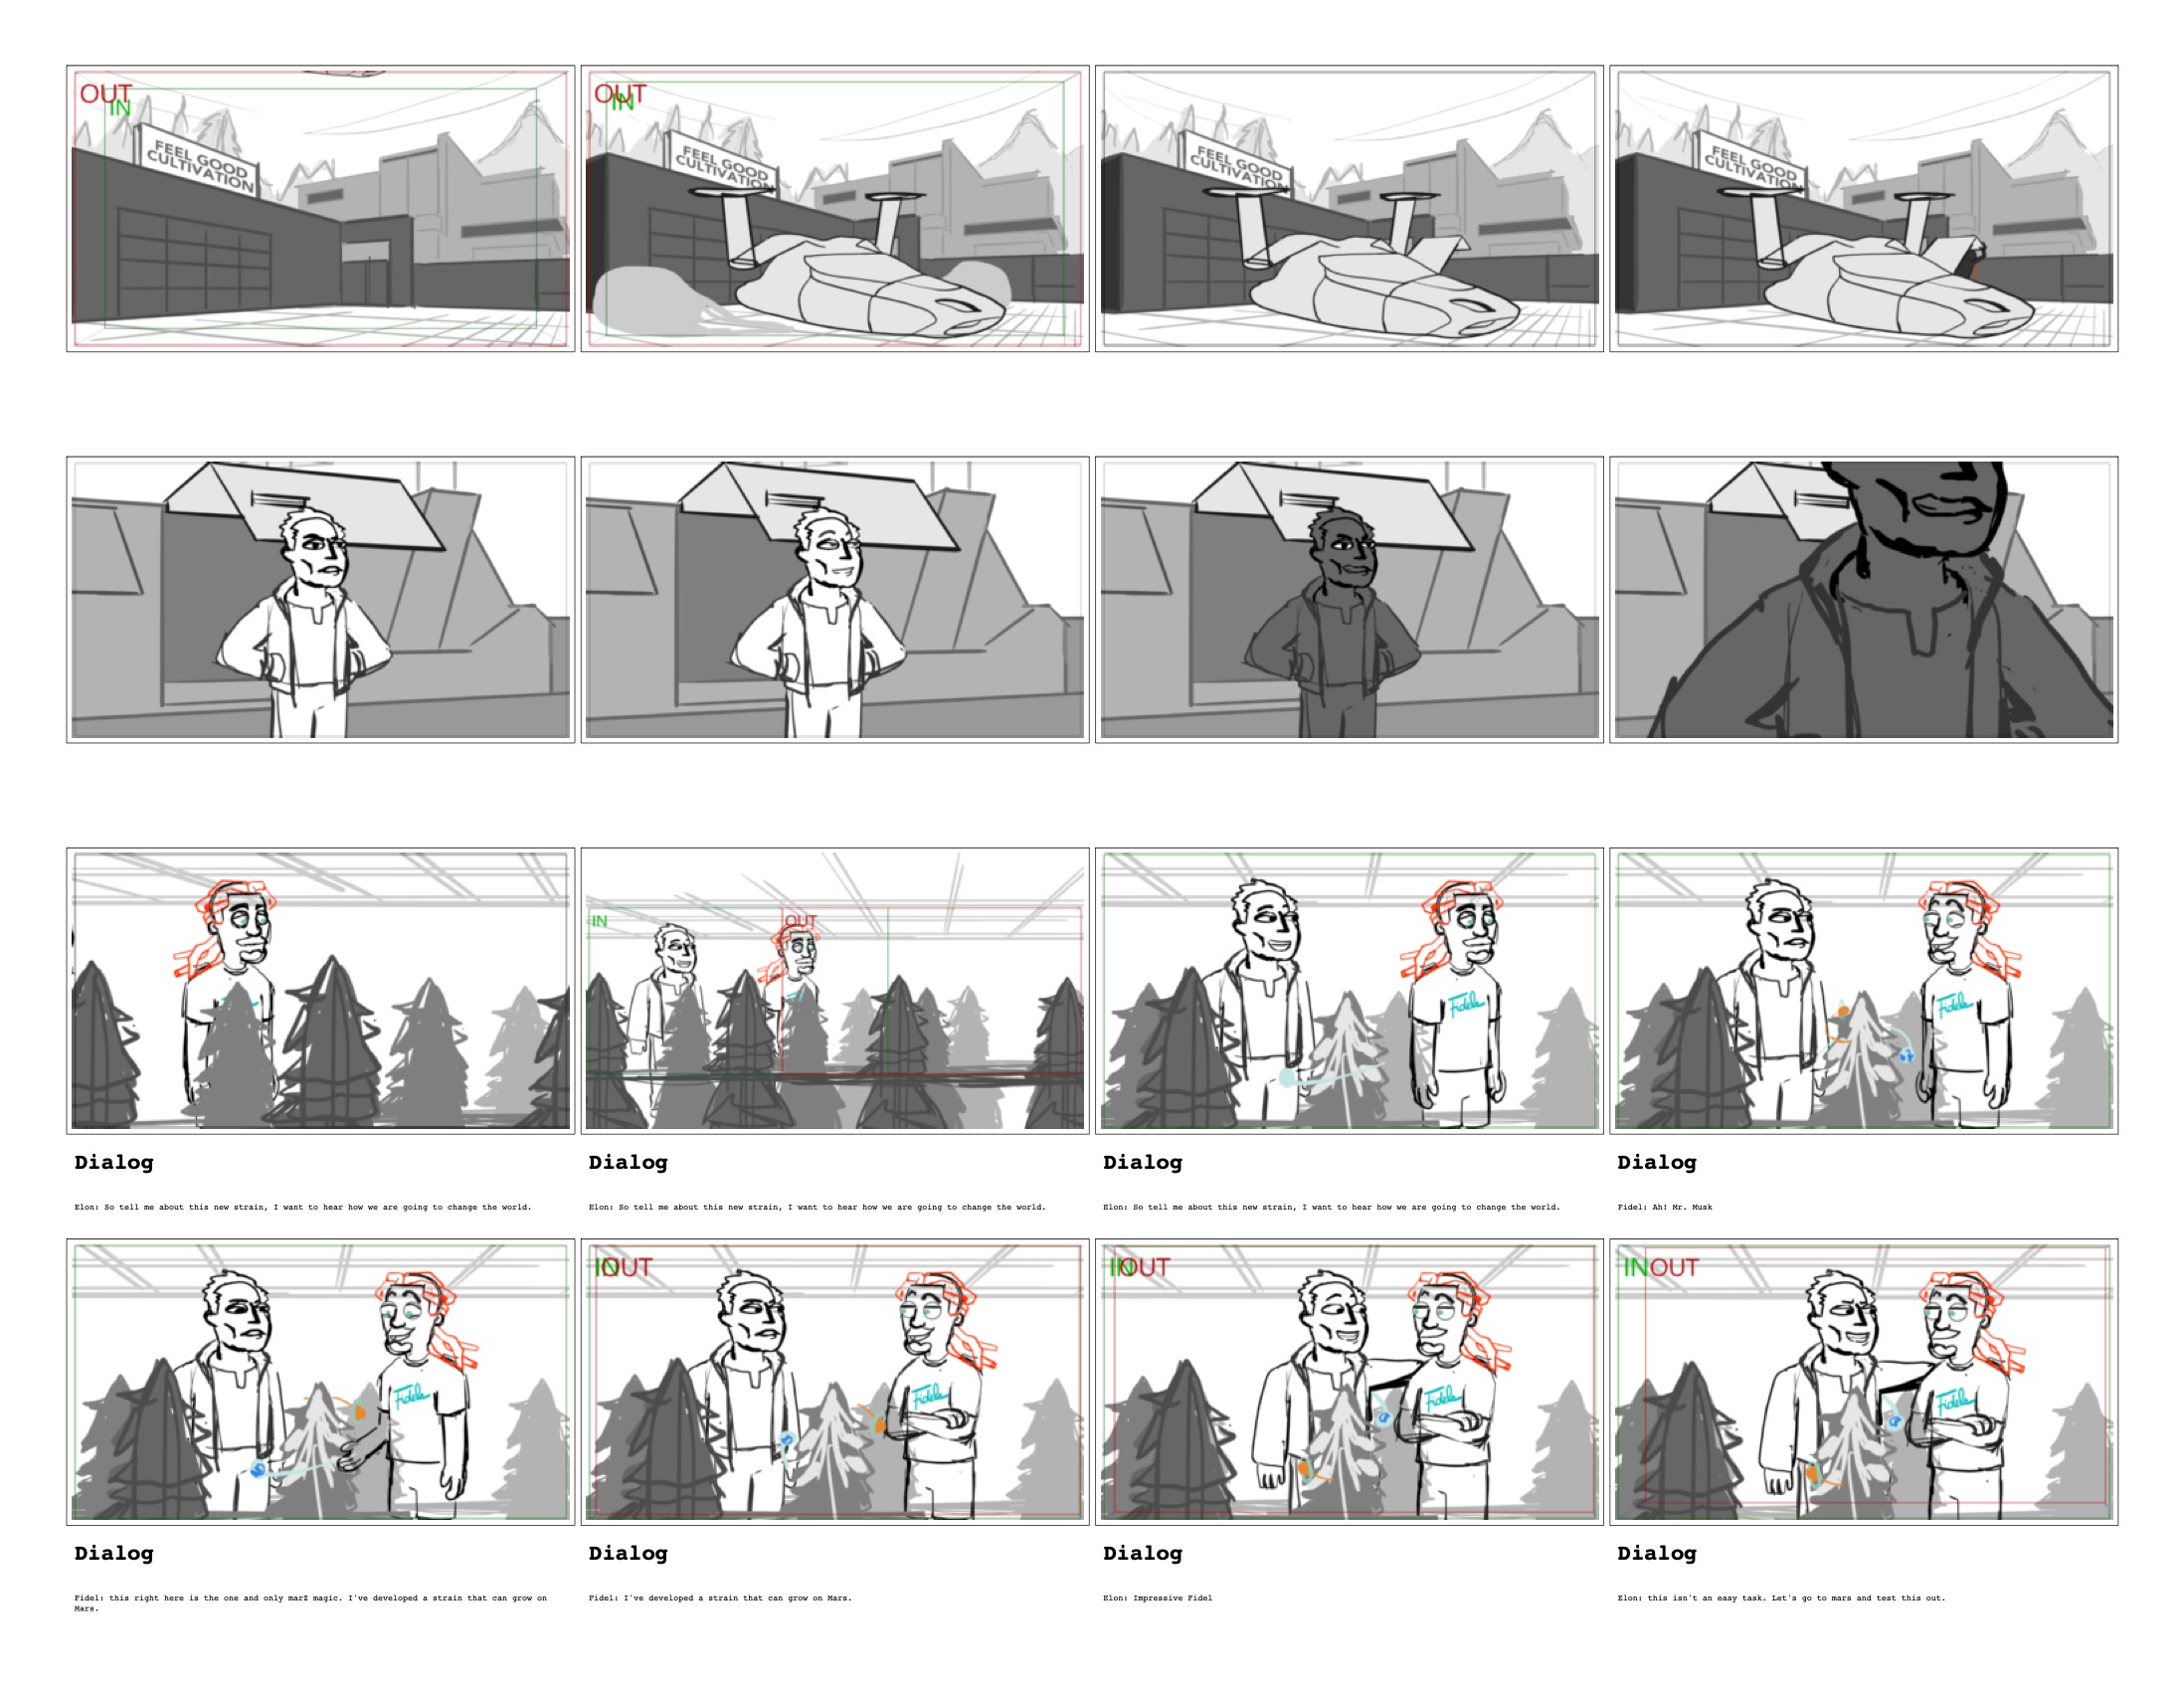 OUT
IN
FEEL GOOD
CULTIVATION
OUT
IN
FEEL GOOD
CULTIVATION
FEEL GOOD
CULTIVATION
FEEL GOOD
CULTIVATION
IN
OUT
Fidels
Fidels
Dialog
Dialog
Dialog
Dialog
Elon: So tell me about this new strain, I want to hear how we are going to change the world.
Elon: So tell me about this new strain, I want to hear how we are going to change the world.
Elon: So tell me about this new strain, I want to hear how we are going to change the world.
Fidel: Ah! Mr. Musk
Fidels
IN
OUT
Fidels
IN
OUT
Fidels
IN
OUT
Fidels
Dialog
Dialog
Dialog
Dialog
Fidel: this right here is the one and only marZ magic. I've developed a strain that can grow on
Mars.
Fidel: I've developed a strain that can grow on Mars.
Elon: Impressive Fidel
Elon: this isn't an easy task. Let's go to mars and test this out.